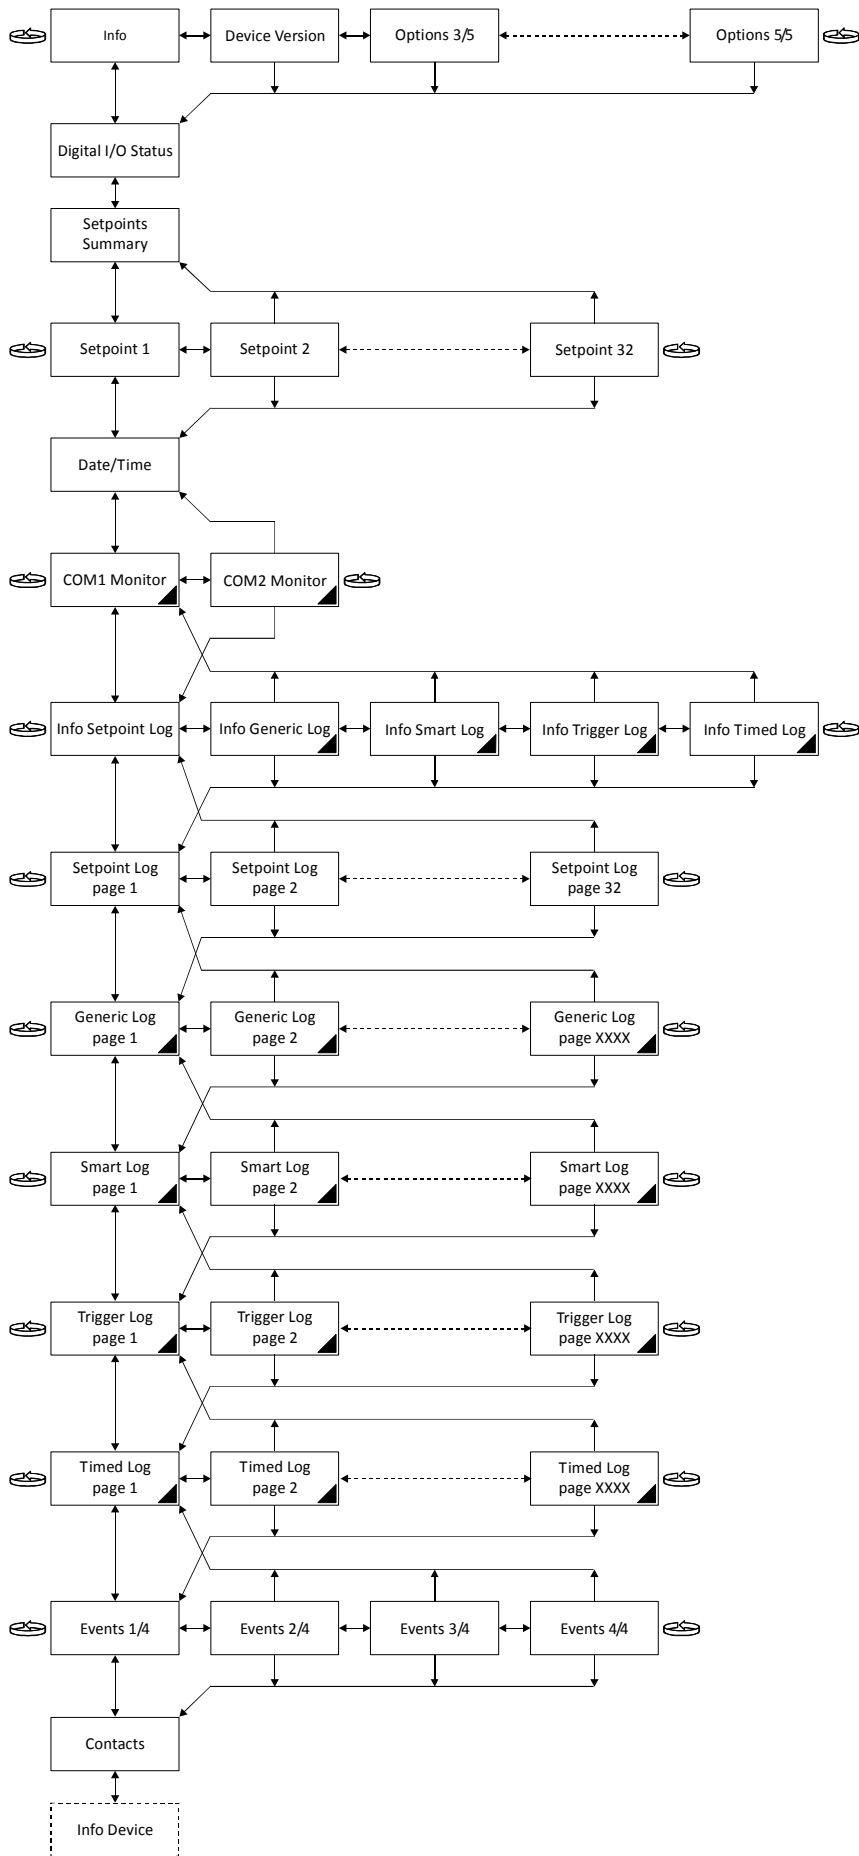 Info
Device Version
Options 3/5
Options 5/5
Digital I/O Status
Setpoints
Summary
Setpoint 1
Setpoint 2
Setpoint 32
Date/Time
COM1 Monitor
COM2 Monitor
Info Setpoint Log
Info Generic Log
Info Smart Log
Info Trigger Log
Info Timed Log
Setpoint Log
page 1
Setpoint Log
page 2
Setpoint Log
page 32
Generic Log
page 1
Generic Log
page 2
Generic Log
page XXXX
Smart Log
page 1
Smart Log
page 2
Smart Log
page XXXX
Trigger Log
page 1
Trigger Log
page 2
Trigger Log
page XXXX
Timed Log
page 1
Timed Log
page 2
Timed Log
page XXXX
Events 1/4
Events 2/4
Events 3/4
Events 4/4
Contacts
Info Device